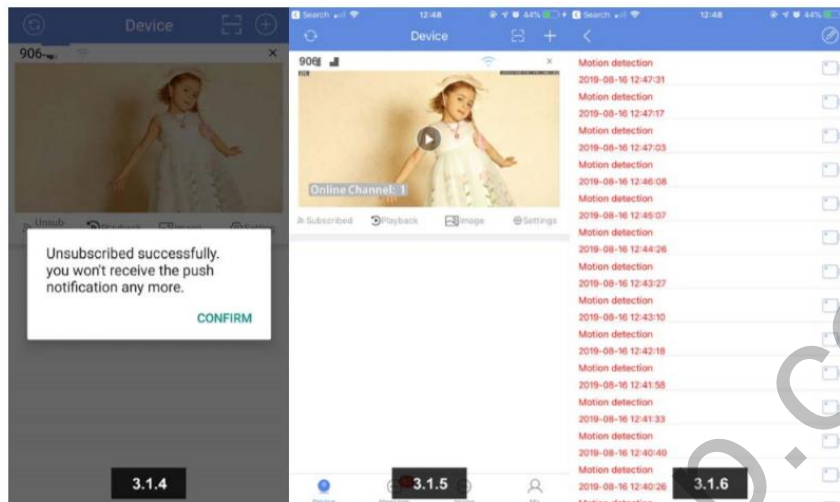 Device
906
×
Unsub-
Playback
Image
Setting
Unsubscribed successfully.
you won't receive the push
notification any more.
CONFIRM
3.1.4
Search 12:48 44%
Device
906
×
Online Channel: 1
Subscribed Playback Image Settings
3.1.5
Search 12:48 44%
Motion detection
2019-08-16 12:47:31
Motion detection
2019-08-16 12:47:17
Motion detection
2019-08-16 12:47:03
Motion detection
2019-08-16 12:46:08
Motion detection
2019-08-16 12:45:07
Motion detection
2019-08-16 12:44:26
Motion detection
2019-08-16 12:43:27
Motion detection
2019-08-16 12:43:10
Motion detection
2019-08-16 12:42:18
Motion detection
2019-08-16 12:41:58
Motion detection
2019-08-16 12:41:33
Motion detection
2019-08-16 12:40:49
Motion detection
2019-08-16 12:40:26
3.1.6